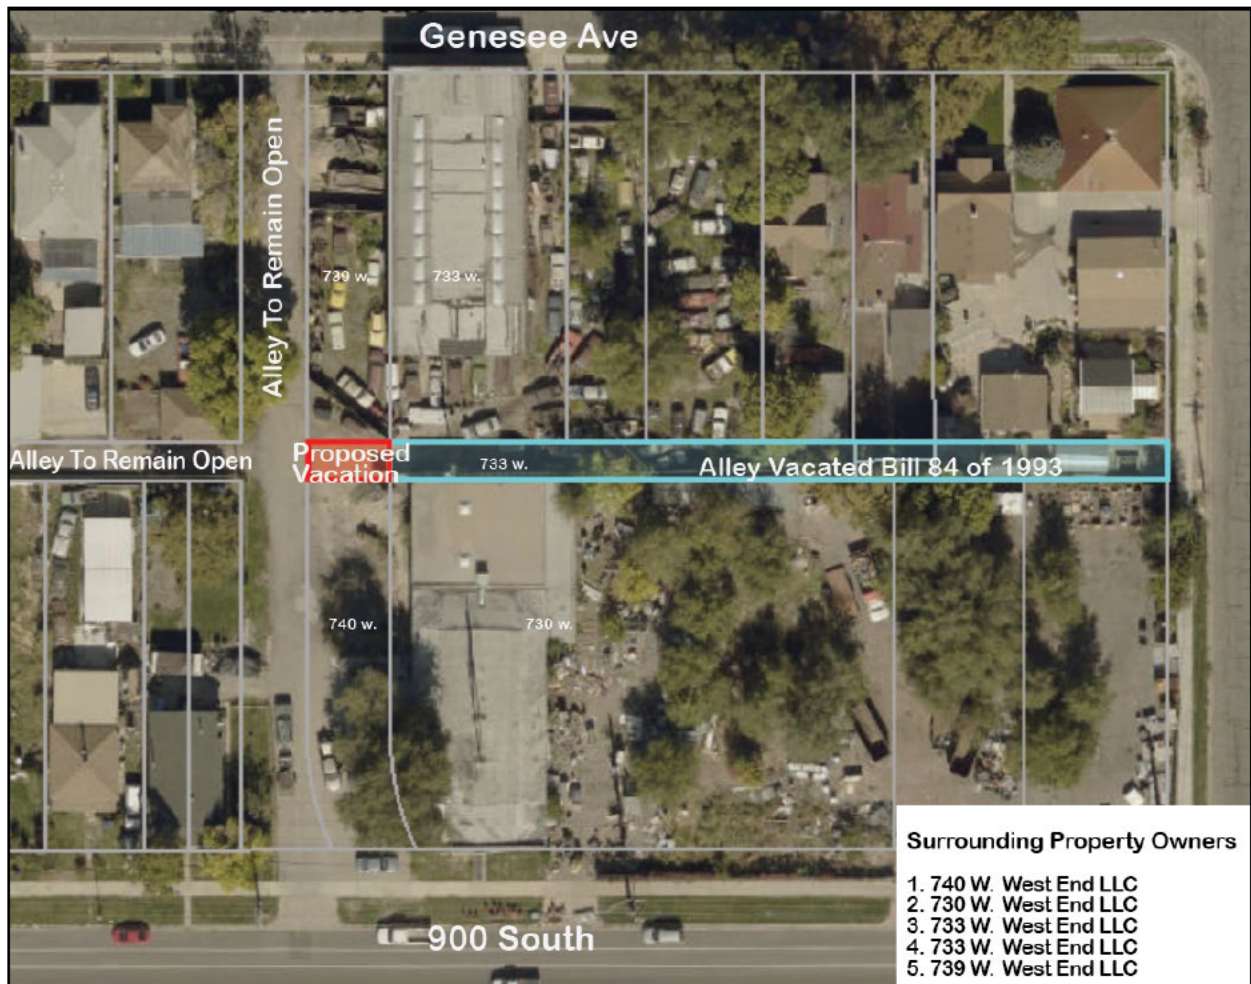 Genesee Ave
Alley To Remain Open
739 w.
733 w.
Alley To Remain Open
Proposed
Vacation
733 w.
Alley Vacated Bill 84 of 1993
740 w.
730 w.
900 South
Surrounding Property Owners
1. 740 W. West End LLC
2. 730 W. West End LLC
3. 733 W. West End LLC
4. 733 W. West End LLC
5. 739 W. West End LLC